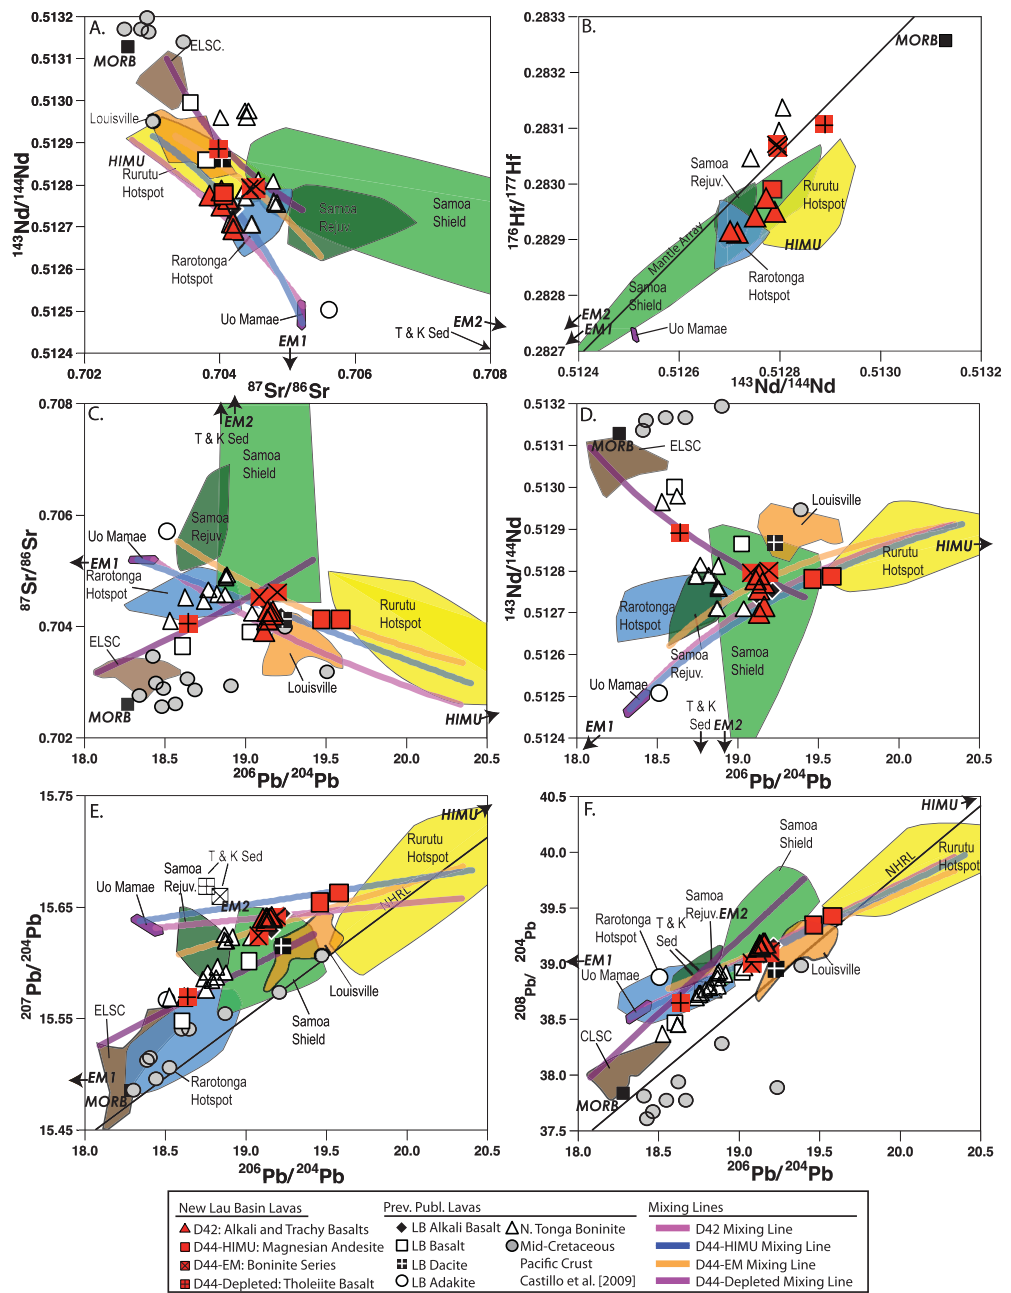 A.
0.5132
0.5131
0.5130
0.5129
0.5128
0.5127
0.5126
0.5125
0.5124
143Nd/144Nd
0.702
0.704
0.706
0.708
87Sr/86Sr
MORB
ELSC.
Louisville
HIMU
Rurutu
Hotspot
Samoa
Rejuv.
Samoa
Shield
Rarotonga
Hotspot
Uo Mamae
EM1
EM2
T & K Sed
B.
0.2833
0.2832
0.2831
0.2830
0.2829
0.2828
0.2827
176Hf/177Hf
0.5124
0.5126
0.5128
0.5130
0.5132
143Nd/144Nd
MORB
Samoa
Rejuv.
Rurutu
Hotspot
HIMU
Mantle Array
Rarotonga
Hotspot
Samoa
Shield
EM2
EM1
Uo Mamae
C.
0.708
0.706
0.704
0.702
87Sr/86Sr
18.0
18.5
19.0
19.5
20.0
20.5
206Pb/204Pb
EM2
T & K Sed
Samoa
Shield
Samoa
Rejuv.
Uo Mamae
EM1
Rarotonga
Hotspot
Rurutu
Hotspot
ELSC
Louisville
MORB
HIMU
D.
0.5132
0.5131
0.5130
0.5129
0.5128
0.5127
0.5126
0.5125
0.5124
143Nd/144Nd
18.0
18.5
19.0
19.5
20.0
20.5
206Pb/204Pb
MORB
ELSC
Louisville
Rurutu
Hotspot
HIMU
Rarotonga
Hotspot
Samoa
Rejuv.
Samoa
Shield
Uo Mamae
T & K
Sed
EM2
EM1
E.
15.75
15.65
15.55
15.45
207Pb/204Pb
18.0
18.5
19.0
19.5
20.0
20.5
206Pb/204Pb
HIMU
Rurutu
Hotspot
T & K Sed
Samoa
Rejuv.
Uo Mamae
EM2
NHRL
Louisville
Samoa
Shield
ELSC
EM1
MORB
Rarotonga
Hotspot
F.
40.5
40.0
39.5
39.0
38.5
38.0
37.5
208Pb/204Pb
18.0
18.5
19.0
19.5
20.0
20.5
206Pb/204Pb
HIMU
Samoa
Shield
NHRL
Rurutu
Hotspot
Samoa
Rejuv.
EM2
Rarotonga
Hotspot
T & K
Sed
EM1
Uo Mamae
Louisville
CLSC
MORB
New Lau Basin Lavas
D42: Alkali and Trachy Basalts
D44-HIMU: Magnesian Andesite
D44-EM: Boninite Series
D44-Depleted: Tholeiite Basalt
Prev. Publ. Lavas
LB Alkali Basalt
LB Basalt
LB Dacite
LB Adakite
N. Tonga Boninite
Mid-Cretaceous
Pacific Crust
Castillo et al. [2009]
Mixing Lines
D42 Mixing Line
D44-HIMU Mixing Line
D44-EM Mixing Line
D44-Depleted Mixing Line